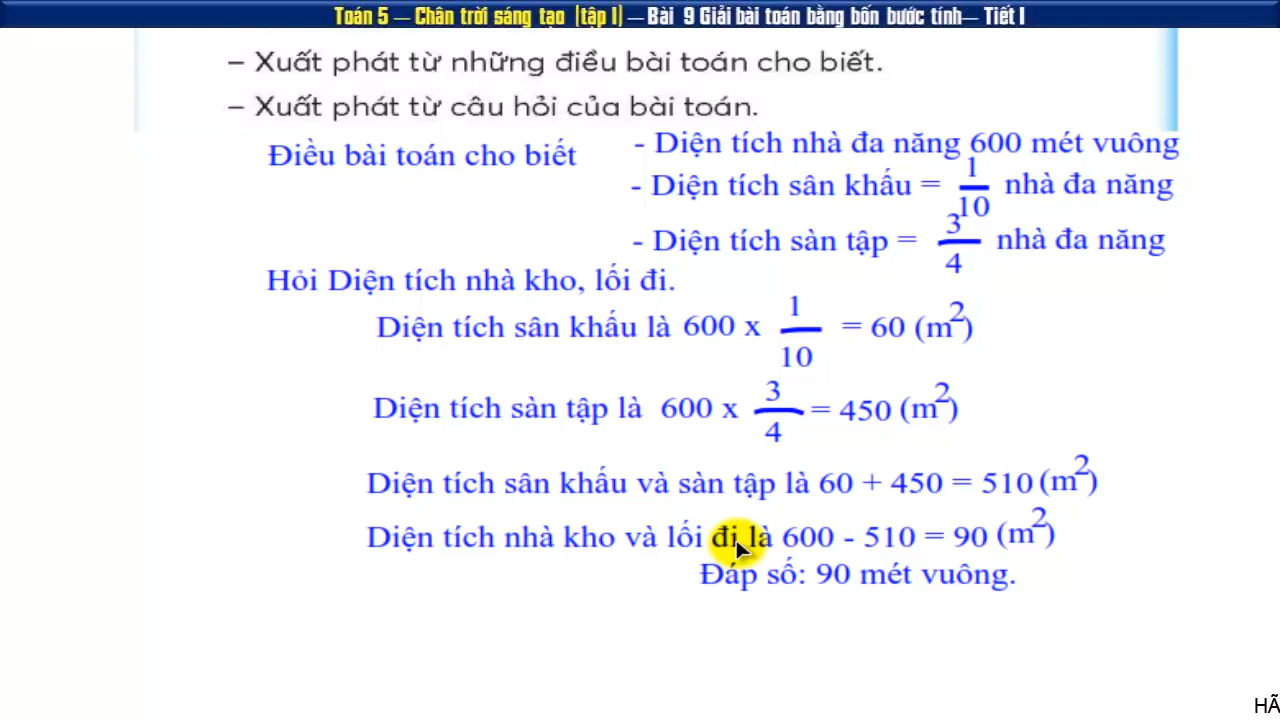 Toán 5 – Chân trời sáng tạo (tập 1) – Bài 9 Giải bài toán bằng bốn bước tính– Tiết 1
– Xuất phát từ những điều bài toán cho biết.
– Xuất phát từ câu hỏi của bài toán.
Điều bài toán cho biết - Diện tích nhà đa năng 600 mét vuông
- Diện tích sân khấu = 1/10 nhà đa năng
- Diện tích sàn tập = 3/4 nhà đa năng
Hỏi Diện tích nhà kho, lối đi.
Diện tích sân khấu là 600 x 1/10 = 60 (m²)
Diện tích sàn tập là 600 x 3/4 = 450 (m²)
Diện tích sân khấu và sàn tập là 60 + 450 = 510 (m²)
Diện tích nhà kho và lối đi là 600 - 510 = 90 (m²)
Đáp số: 90 mét vuông.
HÃ